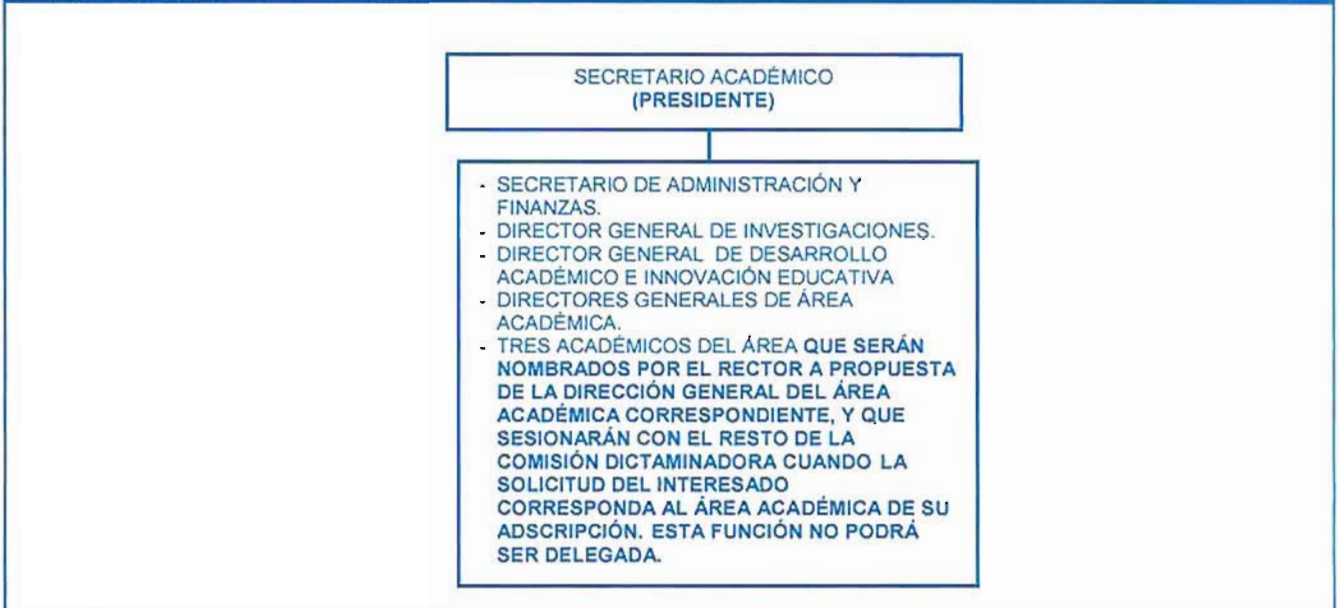 SECRETARIO ACADÉMICO
(PRESIDENTE)
- SECRETARIO DE ADMINISTRACIÓN Y
FINANZAS.
- DIRECTOR GENERAL DE INVESTIGACIONES.
- DIRECTOR GENERAL DE DESARROLLO
ACADÉMICO E INNOVACIÓN EDUCATIVA
- DIRECTORES GENERALES DE ÁREA
ACADÉMICA.
- TRES ACADÉMICOS DEL ÁREA QUE SERÁN
NOMBRADOS POR EL RECTOR A PROPUESTA
DE LA DIRECCIÓN GENERAL DEL ÁREA
ACADÉMICA CORRESPONDIENTE, Y QUE
SESIONARÁN CON EL RESTO DE LA
COMISIÓN DICTAMINADORA CUANDO LA
SOLICITUD DEL INTERESADO
CORRESPONDA AL ÁREA ACADÉMICA DE SU
ADSCRIPCIÓN. ESTA FUNCIÓN NO PODRÁ
SER DELEGADA.